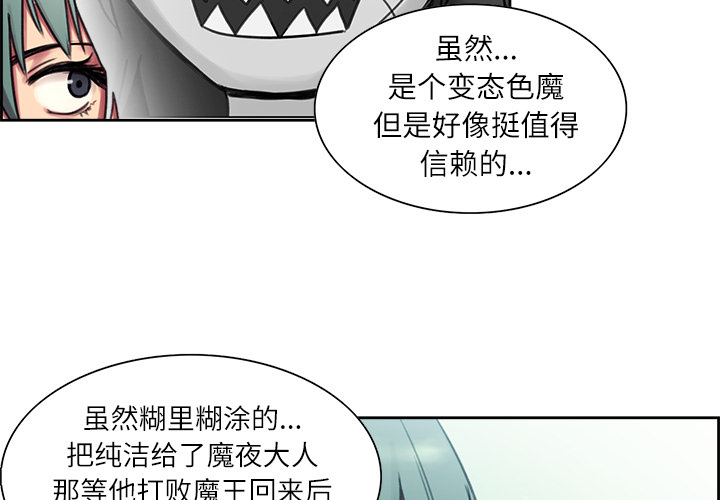 虽然...
是个变态色魔
但是好像挺值得
信赖的...
虽然糊里糊涂的...
把纯洁给了魔夜大人
那等他打败魔王回来后